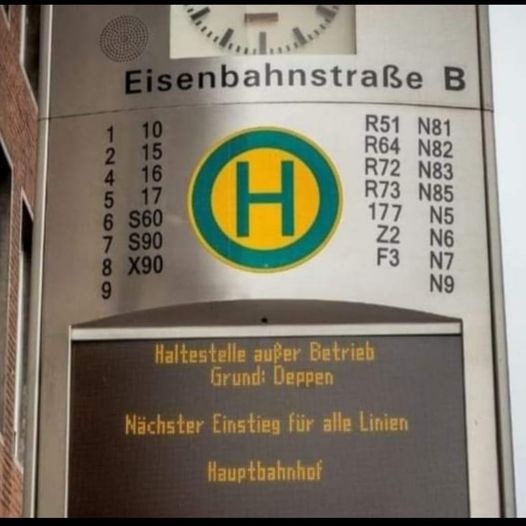 Eisenbahnstraße B
1 10
2 15
4 16
5 17
6 S60
7 S90
8 X90
9
H
R51 N81
R64 N82
R72 N83
R73 N85
177 N5
Z2 N6
F3 N7
N9
Haltestelle außer Betrieb
Grund: Deppen
Nächster Einstieg für alle Linien
Hauptbahnhof